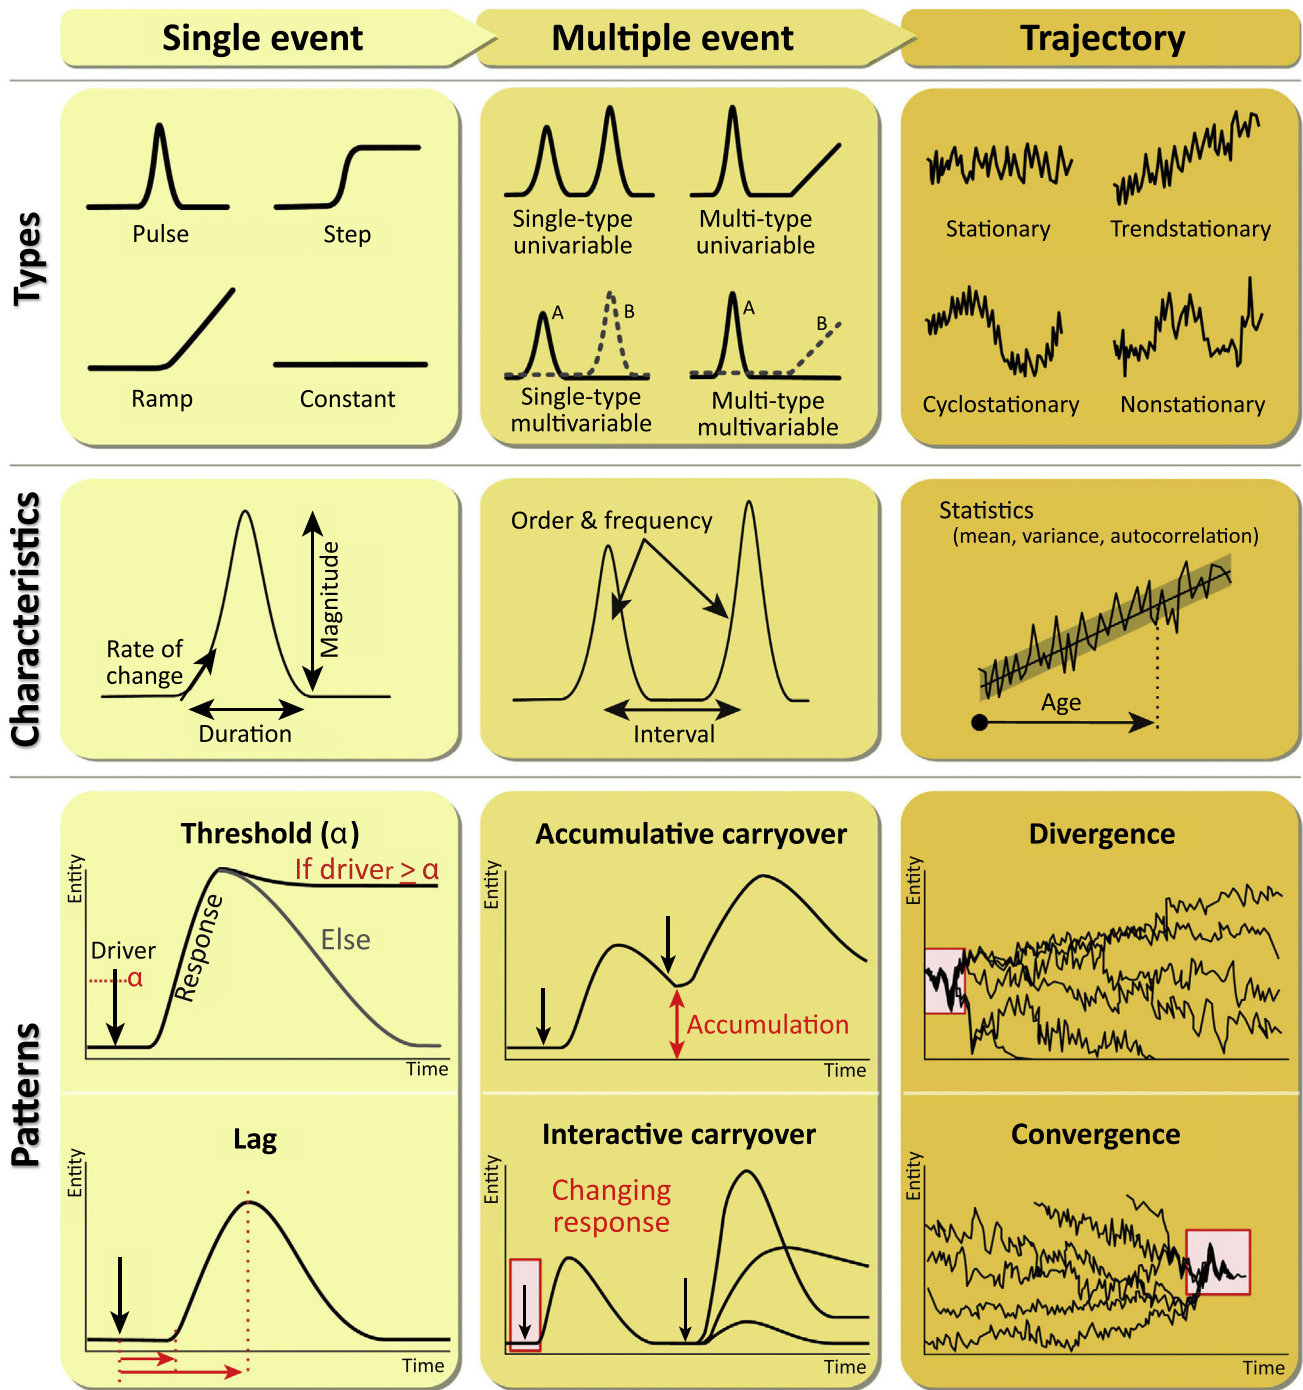 Single event
Multiple event
Trajectory
Types
Pulse
Step
Ramp
Constant
Single-type
univariable
Multi-type
univariable
A
B
Single-type
multivariable
A
B
Multi-type
multivariable
Stationary
Trendstationary
Cyclostationary
Nonstationary
Characteristics
Rate of
change
Magnitude
Duration
Order & frequency
Interval
Statistics
(mean, variance, autocorrelation)
Age
Patterns
Threshold (α)
Entity
If driver ≥ α
Driver
α
Response
Else
Time
Accumulative carryover
Entity
Accumulation
Time
Divergence
Entity
Time
Lag
Entity
Time
Interactive carryover
Entity
Changing
response
Time
Convergence
Entity
Time